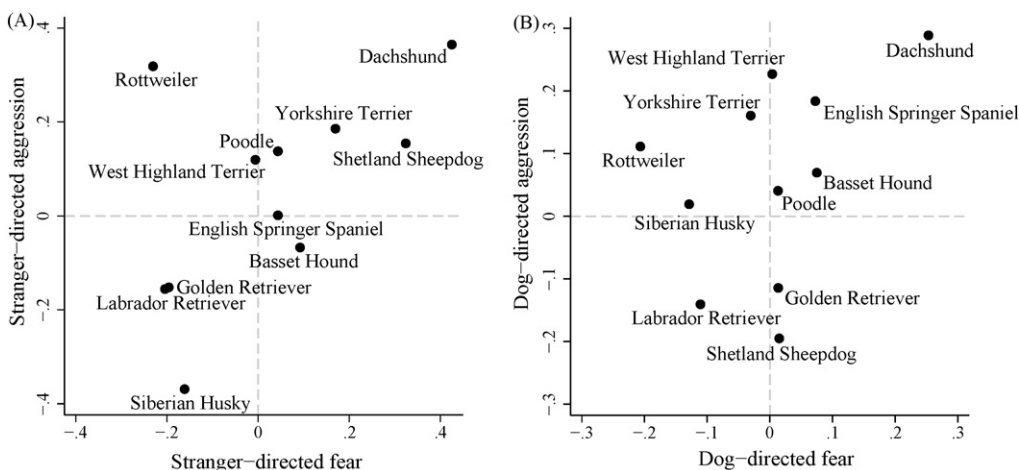 (A)
Stranger−directed aggression
.4
.2
0
−.2
−.4
Dachshund
Rottweiler
Yorkshire Terrier
Poodle
Shetland Sheepdog
West Highland Terrier
English Springer Spaniel
Basset Hound
Golden Retriever
Labrador Retriever
Siberian Husky
−.4
−.2
0
.2
.4
Stranger−directed fear
(B)
Dog−directed aggression
.3
.2
.1
0
−.1
−.2
−.3
West Highland Terrier
Dachshund
Yorkshire Terrier
English Springer Spaniel
Rottweiler
Basset Hound
Poodle
Siberian Husky
Golden Retriever
Labrador Retriever
Shetland Sheepdog
−.3
−.2
−.1
0
.1
.2
.3
Dog−directed fear